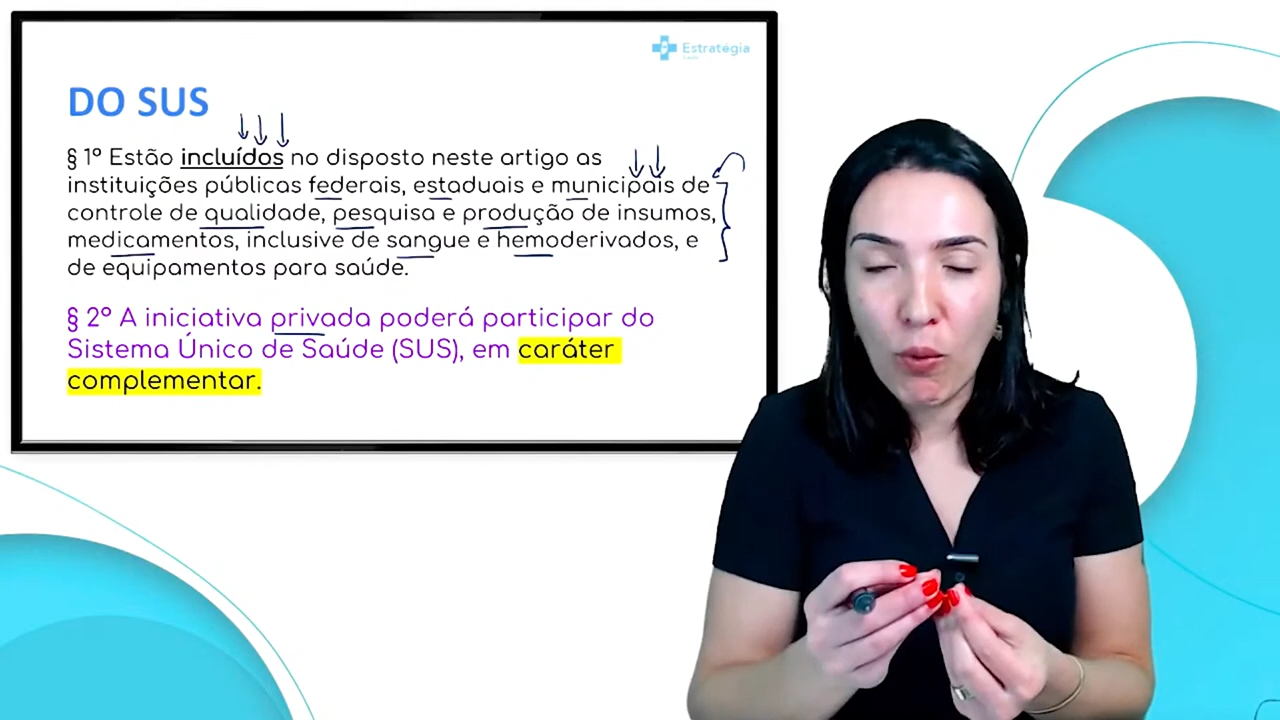 Estratégia
DO SUS
§ 1º Estão incluídos no disposto neste artigo as
instituições públicas federais, estaduais e municipais de
controle de qualidade, pesquisa e produção de insumos,
medicamentos, inclusive de sangue e hemoderivados, e
de equipamentos para saúde.
§ 2º A iniciativa privada poderá participar do
Sistema Único de Saúde (SUS), em caráter
complementar.